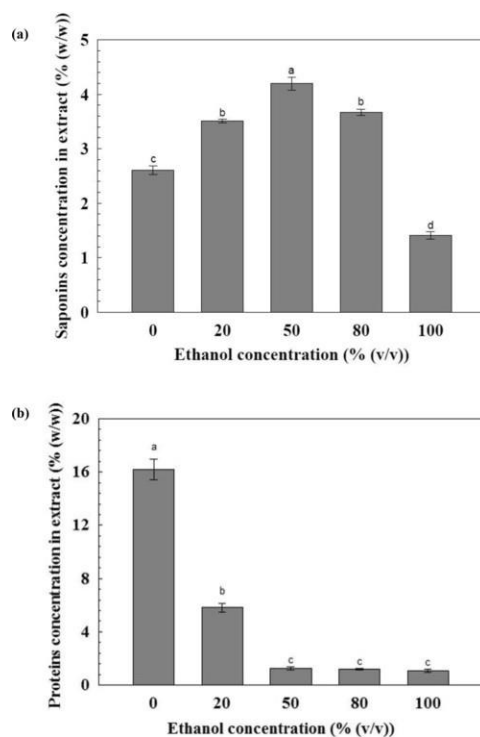 (a)
Saponins concentration in extract (% (w/w))
5
4
3
2
1
0
a
b
b
c
d
0 20 50 80 100
Ethanol concentration (% (v/v))
(b)
Proteins concentration in extract (% (w/w))
20
16
12
8
4
0
a
b
c c c
0 20 50 80 100
Ethanol concentration (% (v/v))